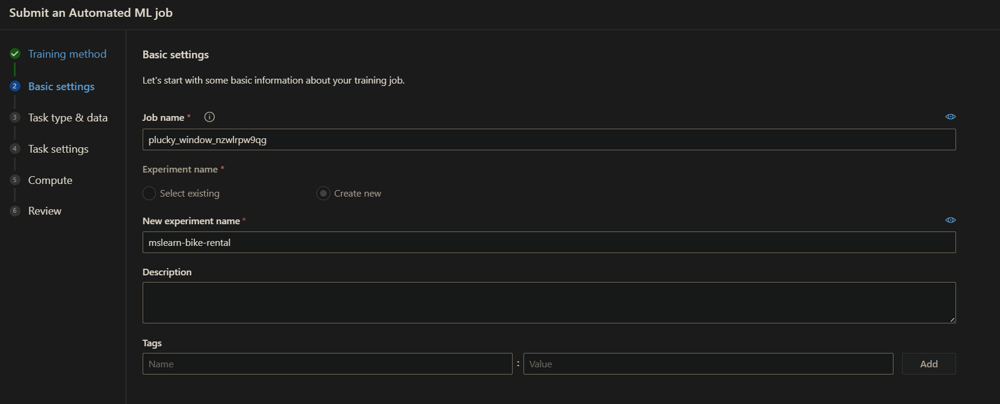 Submit an Automated ML job
Training method
2 Basic settings
3 Task type & data
4 Task settings
5 Compute
6 Review
Basic settings
Let's start with some basic information about your training job.
Job name *
plucky_window_nzwlrpw9qg
Experiment name *
Select existing Create new
New experiment name *
mslearn-bike-rental
Description
Tags
Name : Value Add